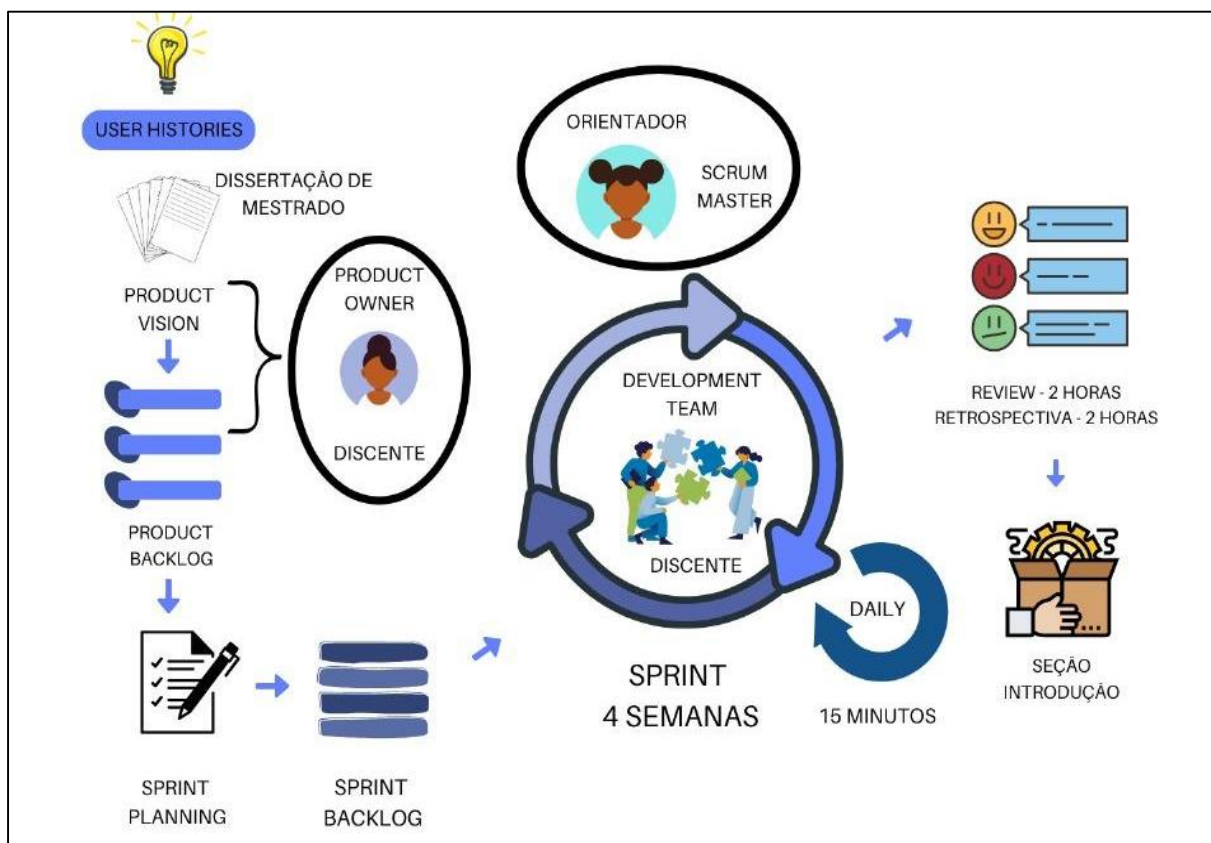 USER HISTORIES
DISSERTAÇÃO DE
MESTRADO
PRODUCT
VISION
PRODUCT
OWNER
DISCENTE
PRODUCT
BACKLOG
SPRINT
PLANNING
SPRINT
BACKLOG
ORIENTADOR
SCRUM
MASTER
DEVELOPMENT
TEAM
DISCENTE
SPRINT
4 SEMANAS
DAILY
15 MINUTOS
REVIEW - 2 HORAS
RETROSPECTIVA - 2 HORAS
SEÇÃO
INTRODUÇÃO